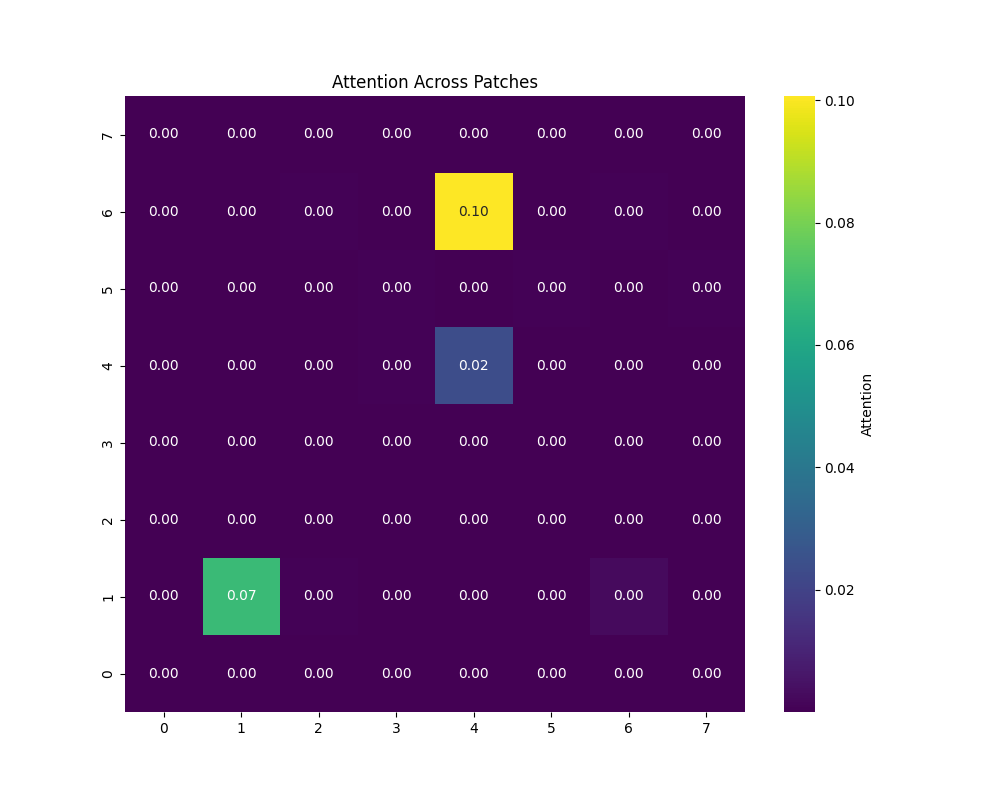 Attention Across Patches
7 0.00 0.00 0.00 0.00 0.00 0.00 0.00 0.00
6 0.00 0.00 0.00 0.00 0.10 0.00 0.00 0.00
5 0.00 0.00 0.00 0.00 0.00 0.00 0.00 0.00
4 0.00 0.00 0.00 0.00 0.02 0.00 0.00 0.00
3 0.00 0.00 0.00 0.00 0.00 0.00 0.00 0.00
2 0.00 0.00 0.00 0.00 0.00 0.00 0.00 0.00
1 0.00 0.07 0.00 0.00 0.00 0.00 0.00 0.00
0 0.00 0.00 0.00 0.00 0.00 0.00 0.00 0.00
0 1 2 3 4 5 6 7
0.10
0.08
0.06
0.04
0.02
Attention